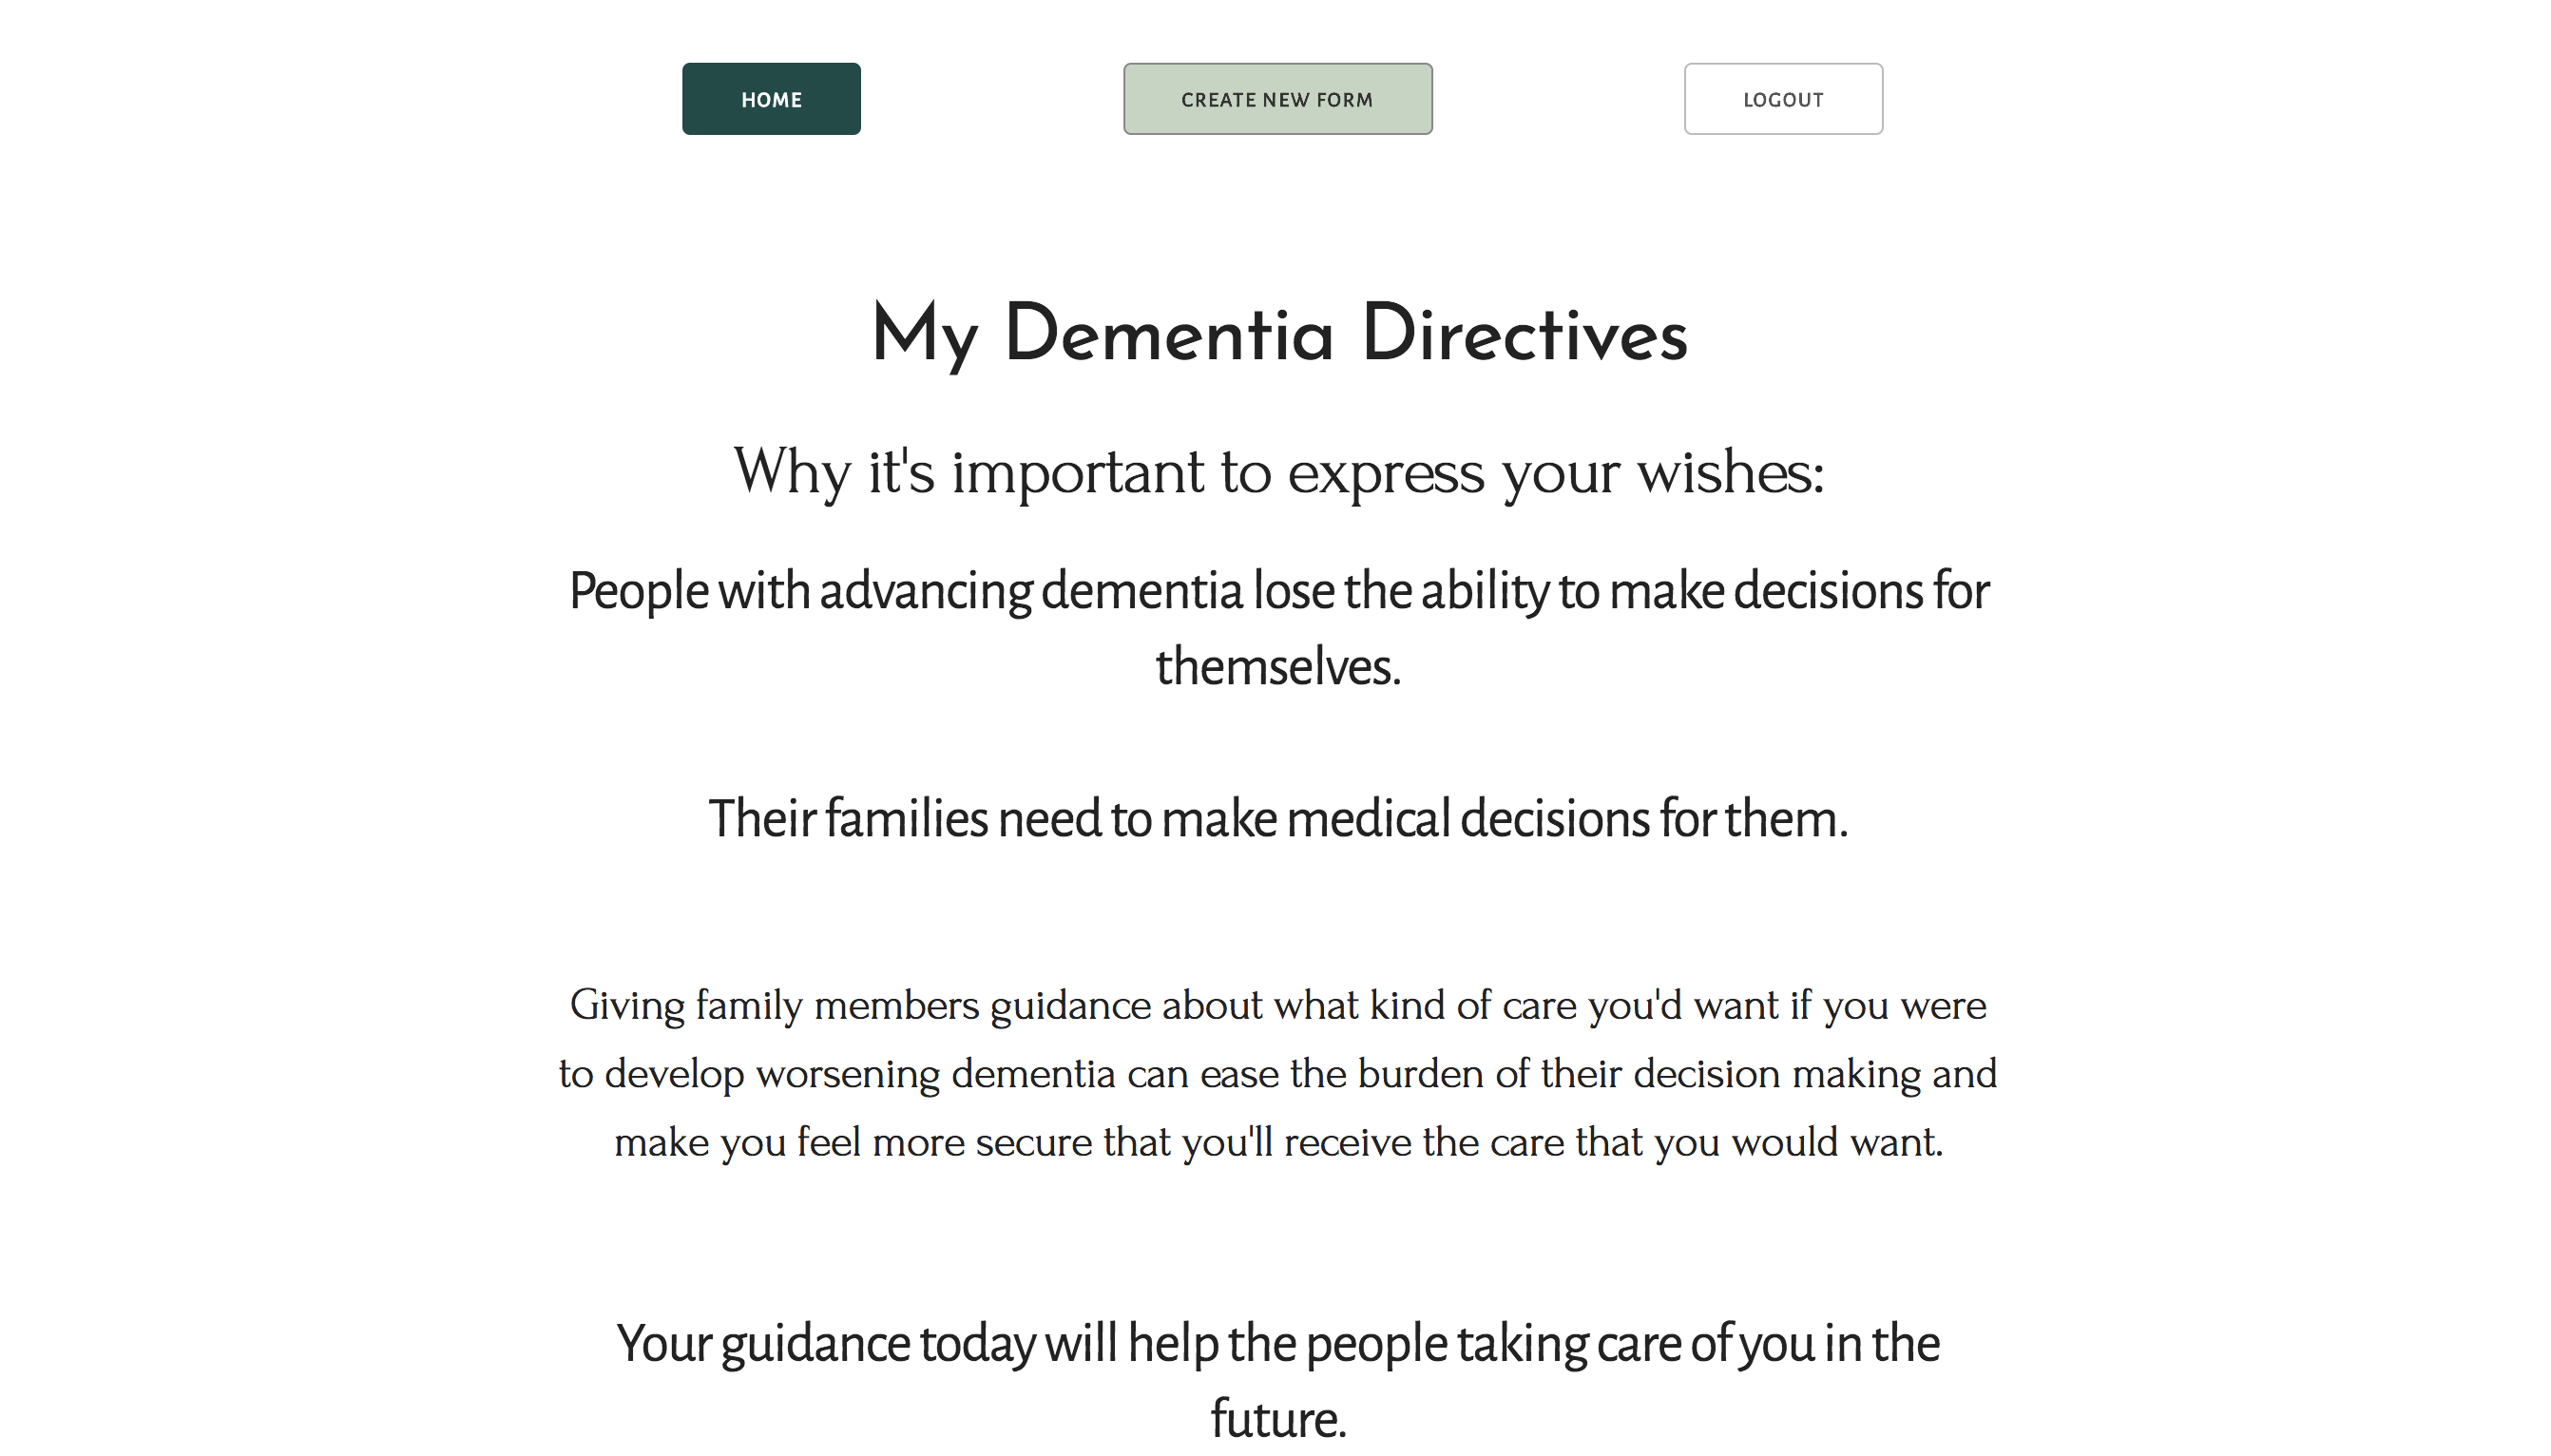 HOME
CREATE NEW FORM
LOGOUT
My Dementia Directives
Why it's important to express your wishes:
People with advancing dementia lose the ability to make decisions for
themselves.
Their families need to make medical decisions for them.
Giving family members guidance about what kind of care you'd want if you were
to develop worsening dementia can ease the burden of their decision making and
make you feel more secure that you'll receive the care that you would want.
Your guidance today will help the people taking care of you in the
future.